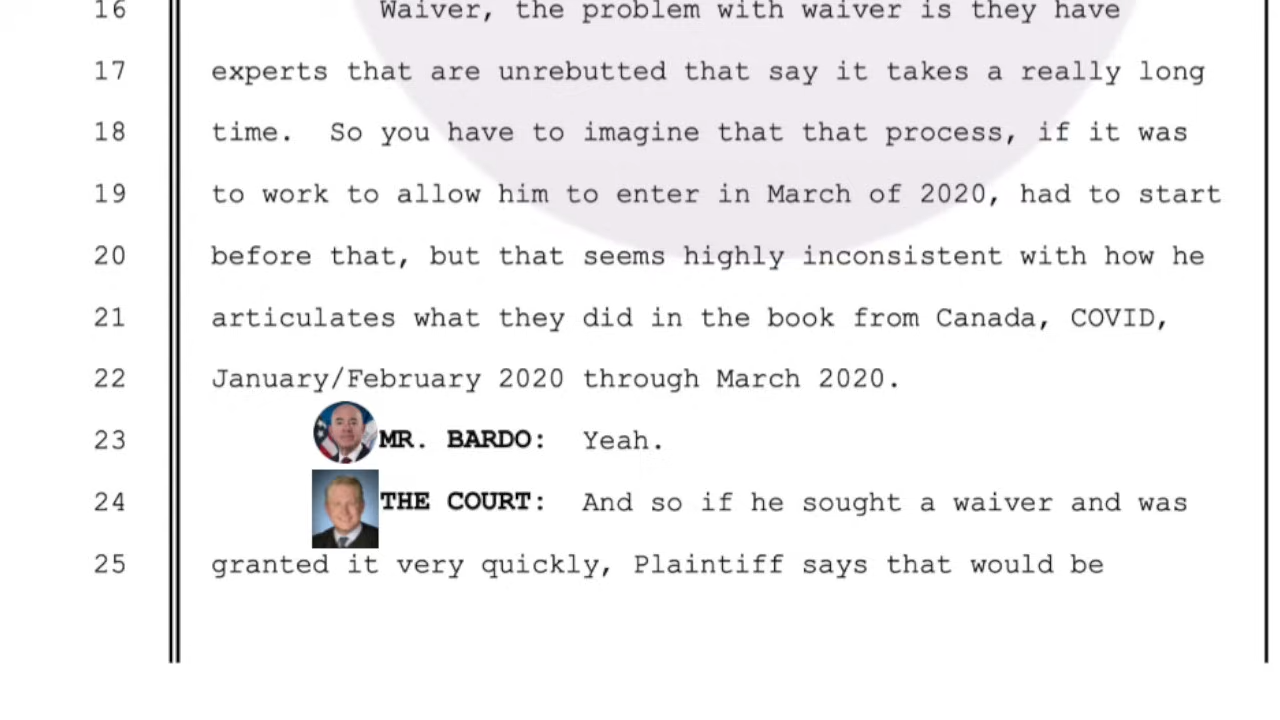 16 Waiver, the problem with waiver is they have
17 experts that are unrebutted that say it takes a really long
18 time. So you have to imagine that that process, if it was
19 to work to allow him to enter in March of 2020, had to start
20 before that, but that seems highly inconsistent with how he
21 articulates what they did in the book from Canada, COVID,
22 January/February 2020 through March 2020.
23 MR. BARDO: Yeah.
24 THE COURT: And so if he sought a waiver and was
25 granted it very quickly, Plaintiff says that would be